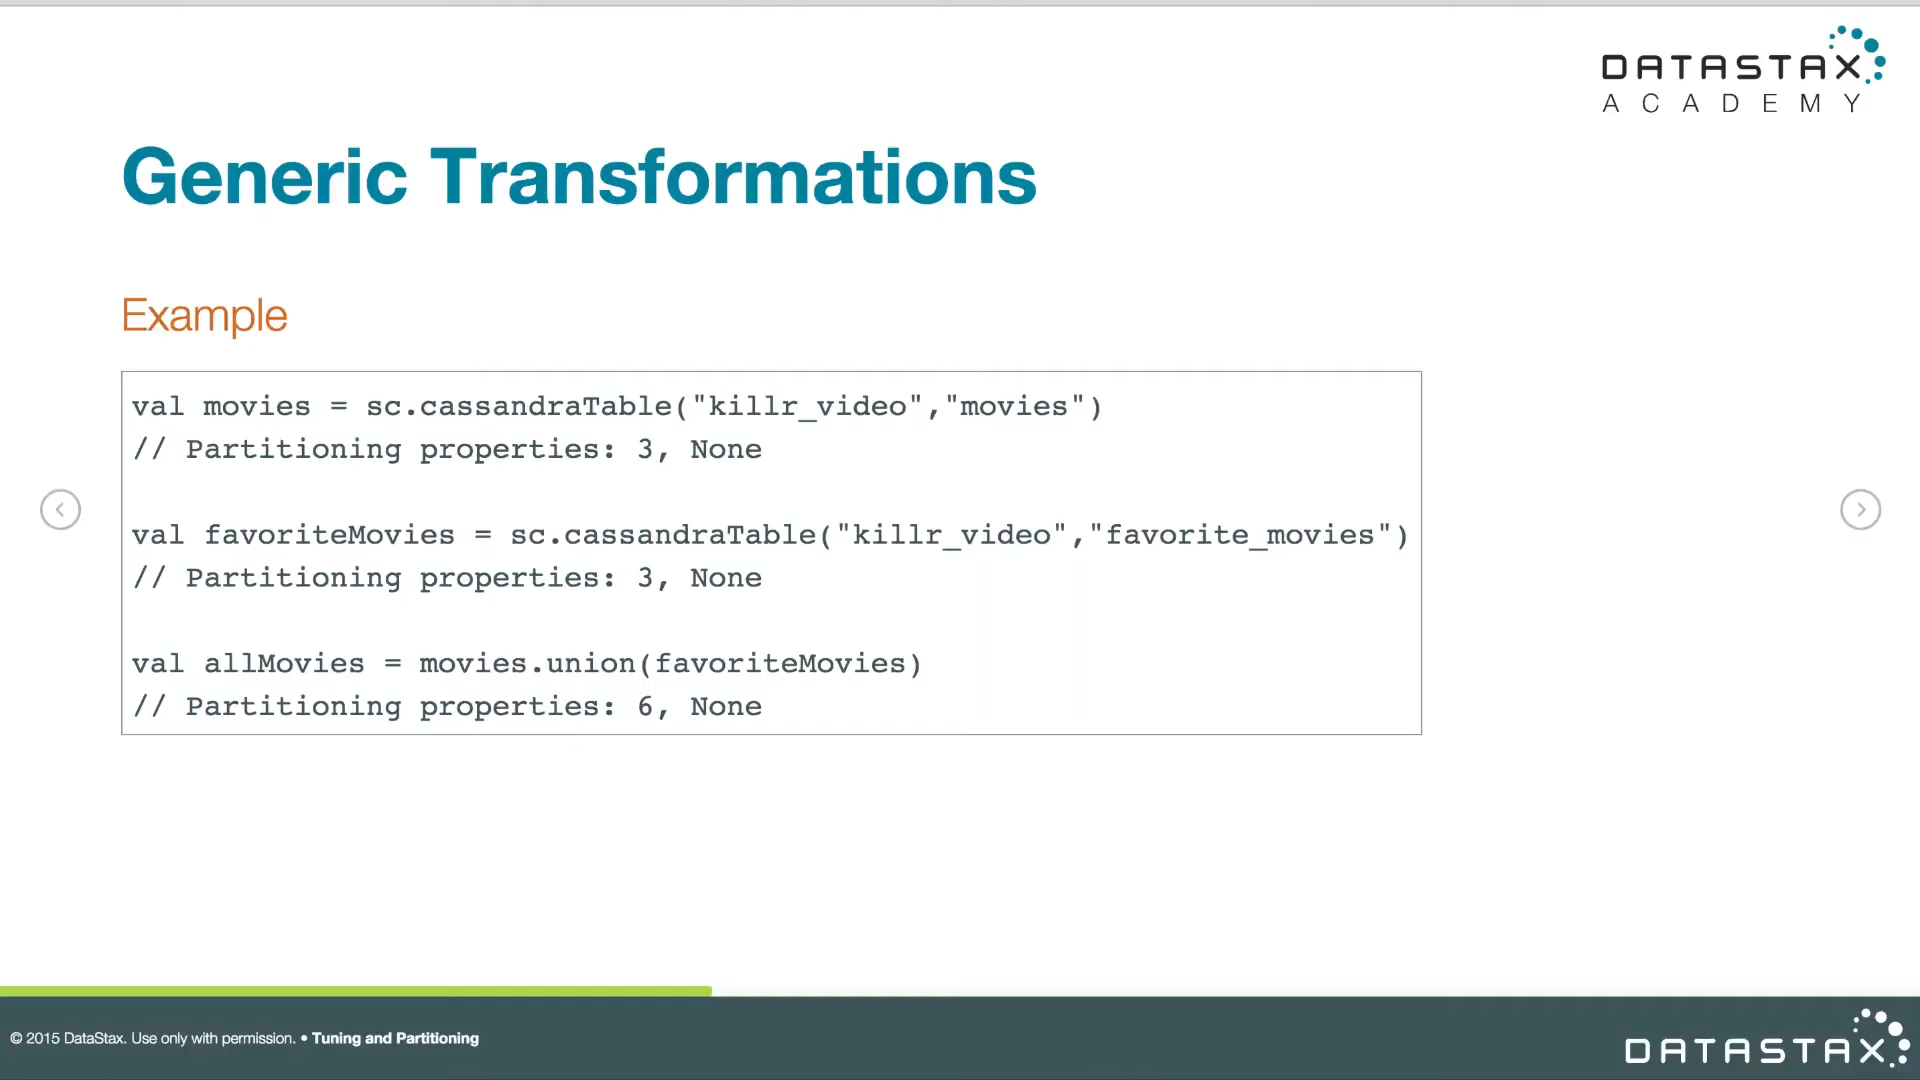 DATASTAX
ACADEMY
Generic Transformations
Example
val movies = sc.cassandraTable("killr_video","movies")
// Partitioning properties: 3, None
val favoriteMovies = sc.cassandraTable("killr_video","favorite_movies")
// Partitioning properties: 3, None
val allMovies = movies.union(favoriteMovies)
// Partitioning properties: 6, None
© 2015 DataStax. Use only with permission. • Tuning and Partitioning
DATASTAX